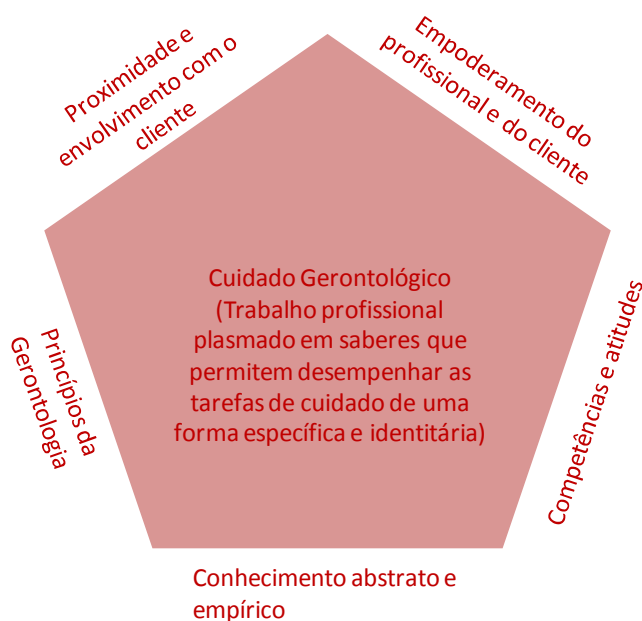 Proximidade e
envolvimento com o
cliente
Empoderamento do
profissional e do cliente
Cuidado Gerontológico
(Trabalho profissional
plasmado em saberes que
permitem desempenhar as
tarefas de cuidado de uma
forma específica e identitária)
Princípios da
Gerontologia
Competências e atitudes
Conhecimento abstrato e
empírico